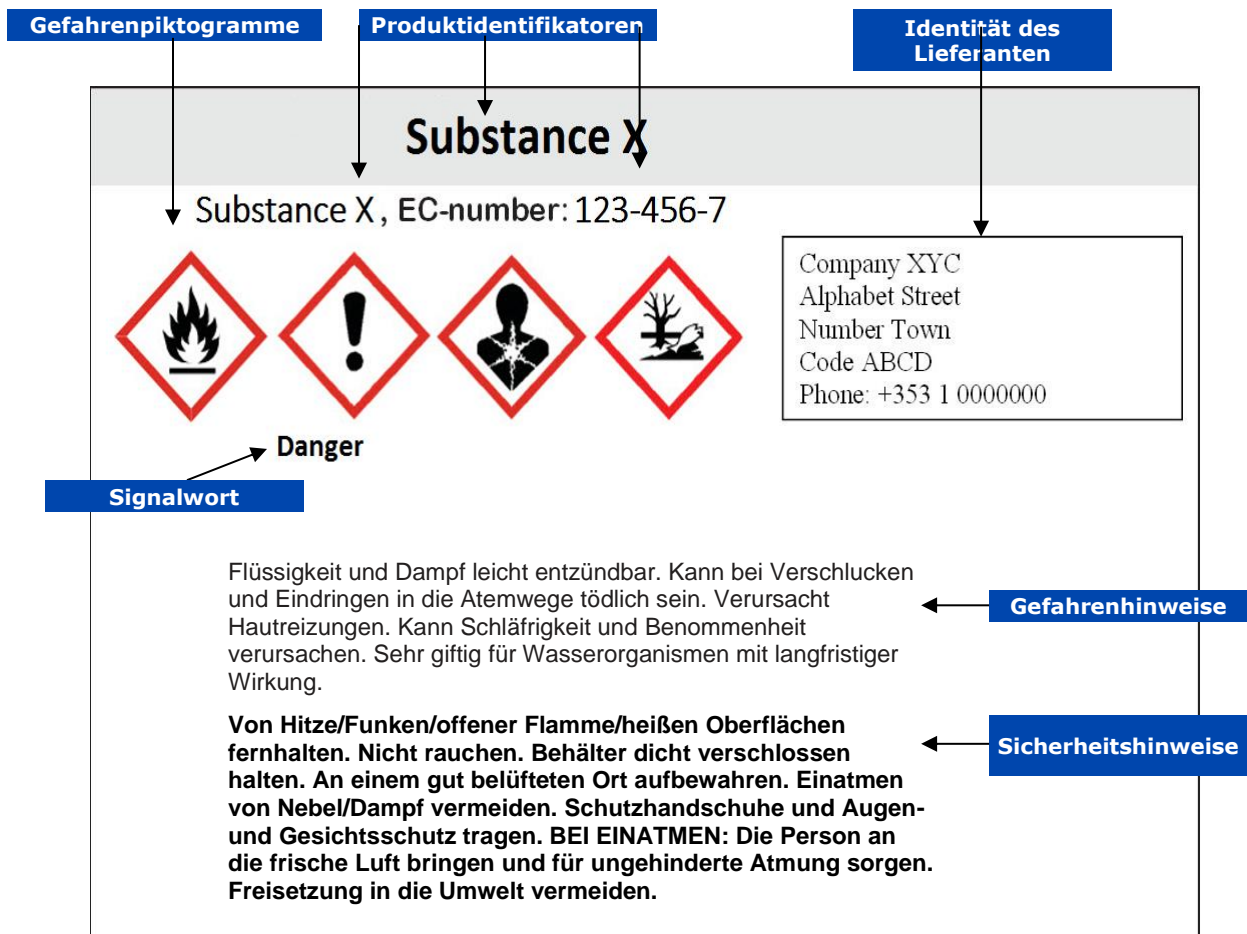 Gefahrenpiktogramme
Produktidentifikatoren
Identität des
Lieferanten
Substance X
Substance X, EC-number: 123-456-7
Company XYC
Alphabet Street
Number Town
Code ABCD
Phone: +353 1 0000000
Danger
Signalwort
Flüssigkeit und Dampf leicht entzündbar. Kann bei Verschlucken
und Eindringen in die Atemwege tödlich sein. Verursacht
Hautreizungen. Kann Schläfrigkeit und Benommenheit
verursachen. Sehr giftig für Wasserorganismen mit langfristiger
Wirkung.
Gefahrenhinweise
Von Hitze/Funken/offener Flamme/heißen Oberflächen
fernhalten. Nicht rauchen. Behälter dicht verschlossen
halten. An einem gut belüfteten Ort aufbewahren. Einatmen
von Nebel/Dampf vermeiden. Schutzhandschuhe und Augen-
und Gesichtsschutz tragen. BEI EINATMEN: Die Person an
die frische Luft bringen und für ungehinderte Atmung sorgen.
Freisetzung in die Umwelt vermeiden.
Sicherheitshinweise